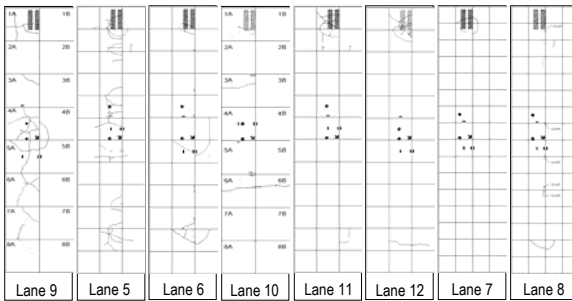 1A 1B 1A 1B
2A 2B 2A 2B
3A 3B 3A 3B
4A 4B 4A 4B
5A 5B 5A 5B
6A 6B 6A 6B
7A 7B 7A 7B
8A 8B 8A 8B
Lane 9 Lane 5 Lane 6 Lane 10 Lane 11 Lane 12 Lane 7 Lane 8